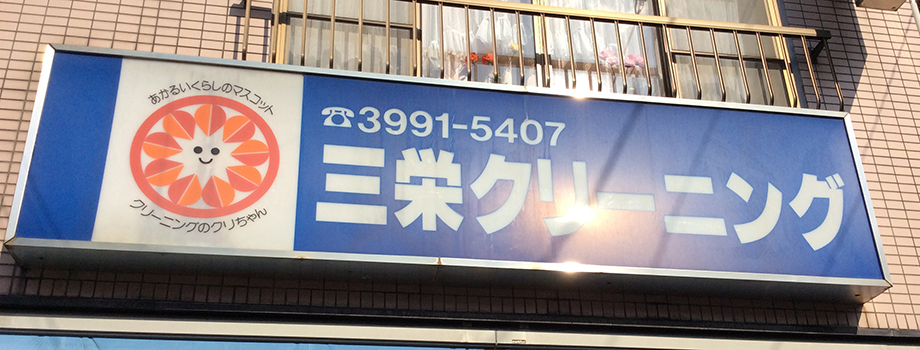 あかるいくらしのマスコット
クリーニングのクリちゃん
☎3991-5407
三栄クリーニング